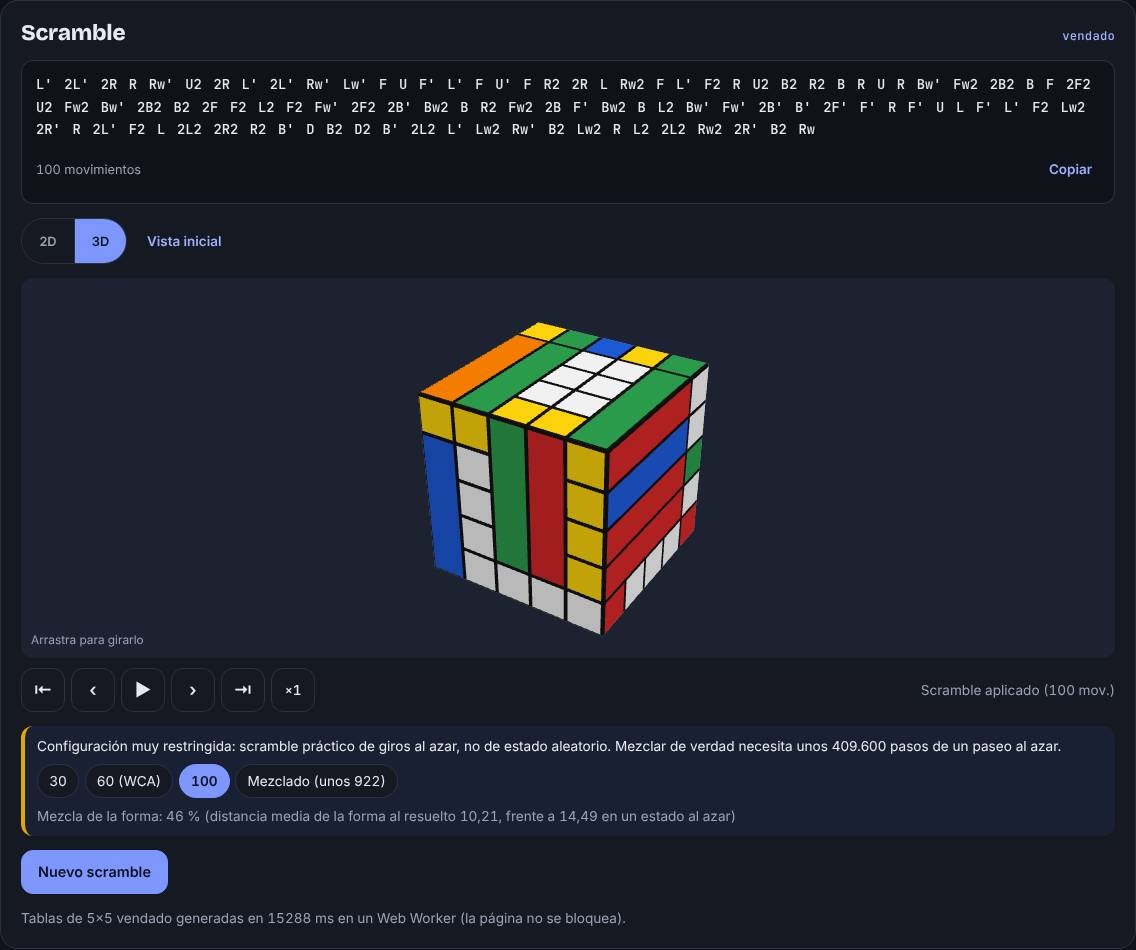 Scramble
vendado
L' 2L' 2R R Rw' U2 2R L' 2L' Rw' Lw' F U F' L' F U' F R2 2R L Rw2 F L' F2 R U2 B2 R2 B R U R Bw' Fw2 2B2 B F 2F2
U2 Fw2 Bw' 2B2 B2 2F F2 L2 F2 Fw' 2F2 2B' Bw2 B R2 Fw2 2B F' Bw2 B L2 Bw' Fw' 2B' B' 2F' F' R F' U L F' L' F2 Lw2
2R' R 2L' F2 L 2L2 2R2 R2 B' D B2 D2 B' 2L2 L' Lw2 Rw' B2 Lw2 R L2 2L2 Rw2 2R' B2 Rw
100 movimientos
Copiar
2D 3D Vista inicial
Arrastra para girarlo
×1
Scramble aplicado (100 mov.)
Configuración muy restringida: scramble práctico de giros al azar, no de estado aleatorio. Mezclar de verdad necesita unos 409.600 pasos de un paseo al azar.
30 60 (WCA) 100 Mezclado (unos 922)
Mezcla de la forma: 46 % (distancia media de la forma al resuelto 10,21, frente a 14,49 en un estado al azar)
Nuevo scramble
Tablas de 5×5 vendado generadas en 15288 ms en un Web Worker (la página no se bloquea).